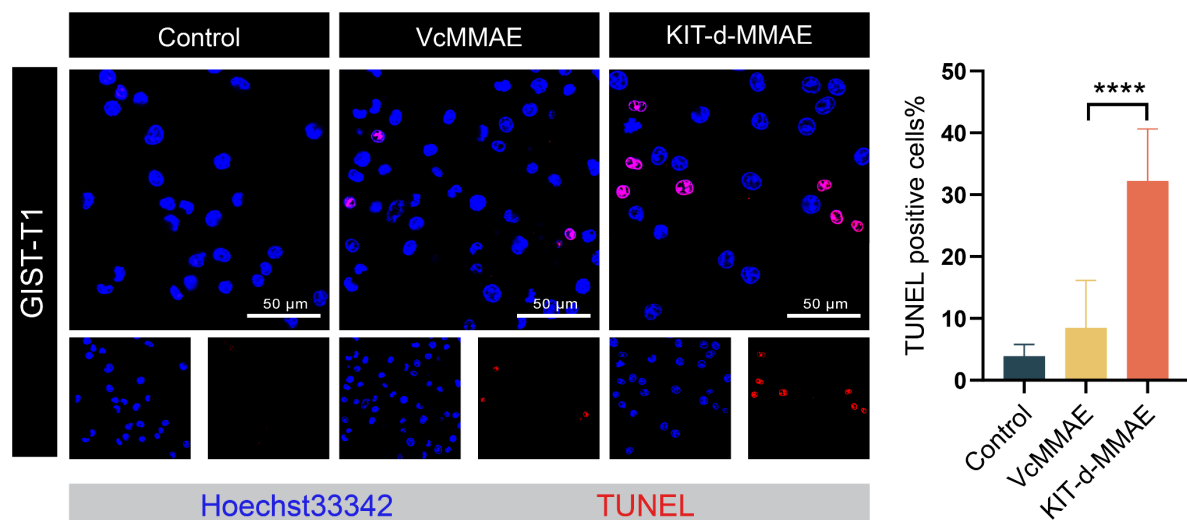 Control
VcMMAE
KIT-d-MMAE
GIST-T1
50 μm
50 μm
50 μm
Hoechst33342
TUNEL
TUNEL positive cells%
50
40
30
20
10
0
****
Control
VcMMAE
KIT-d-MMAE